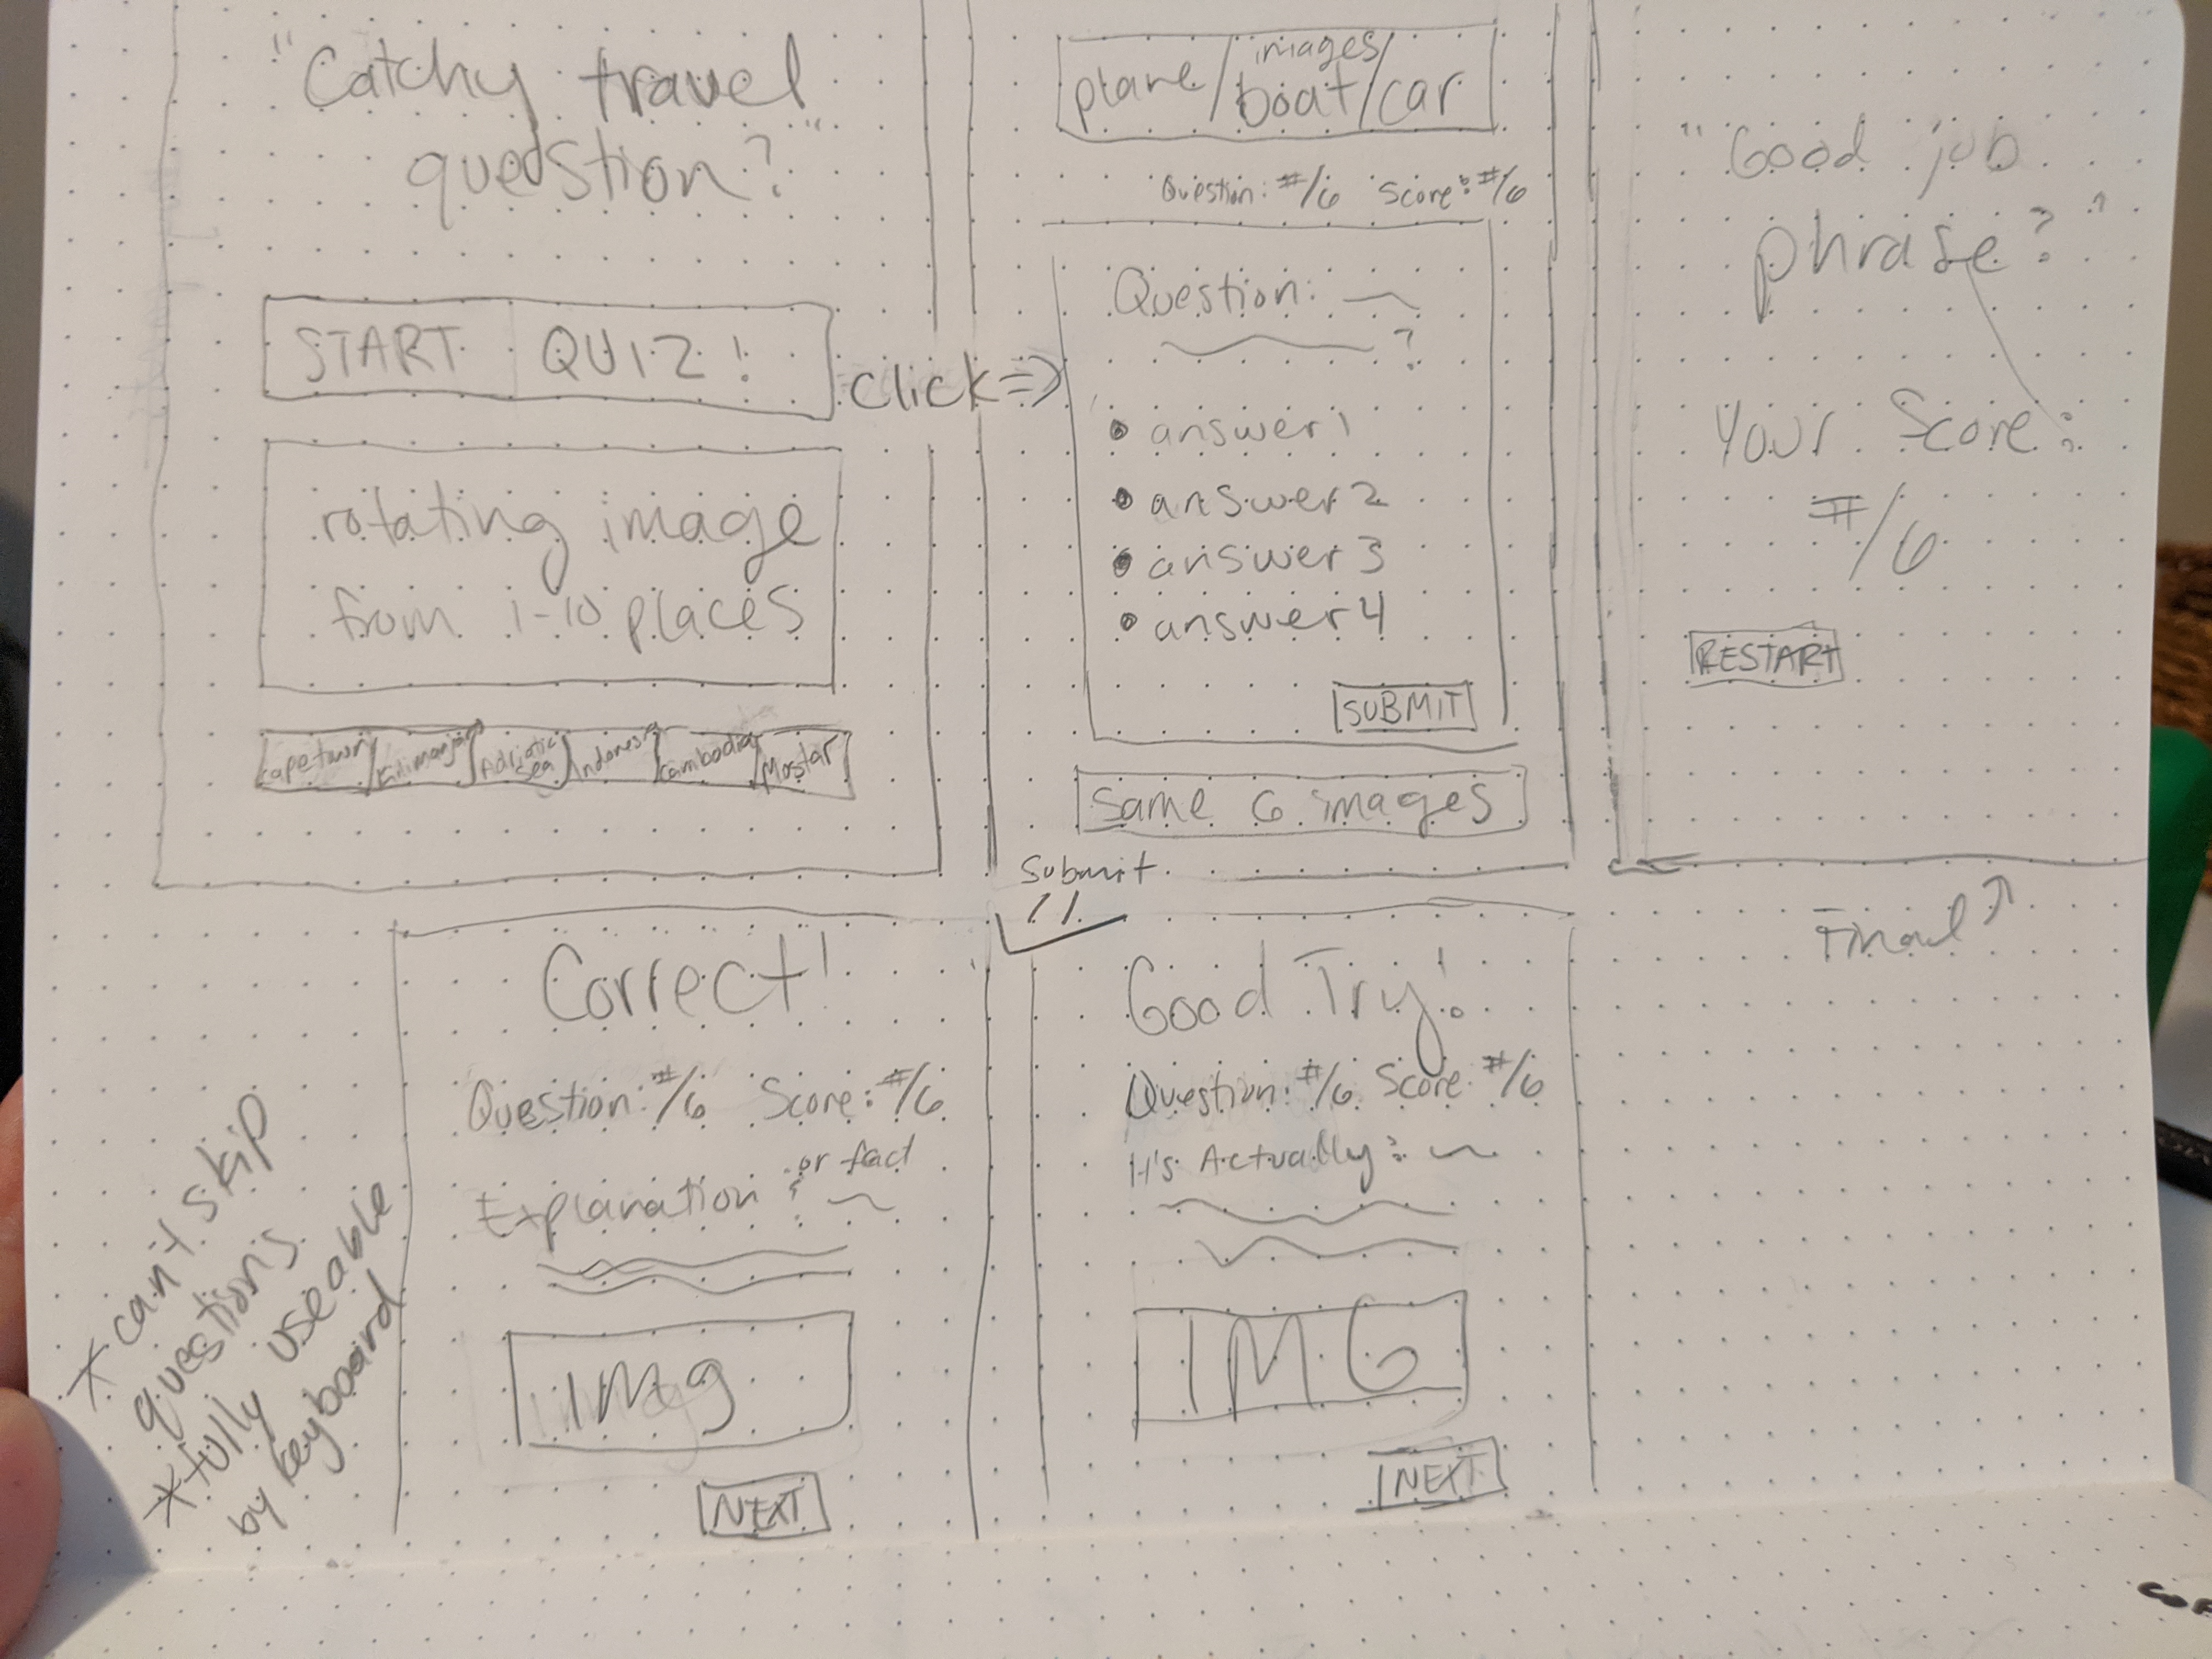 "Catchy travel
question?"
START QUIZ!
click ⇒
rotating image
from 1-10 places
capetown/Kilimanjaro/Adriatic Sea/Indonesia/Cambodia/Mostar
images
plane/boat/car
Question: #/6 Score: #/6
Question:
?
• answer 1
• answer 2
• answer 3
• answer 4
SUBMIT
Same 6 images
Submit
"Good job
phrase?"
Your Score:
#/6
RESTART
Final ↗
Correct!
Question: #/6 Score: #/6
or fact
Explanation:
IMG
NEXT
Good Try!
Question: #/6 Score: #/6
It's Actually:
IMG
NEXT
* can't skip
questions
* fully useable
by keyboard